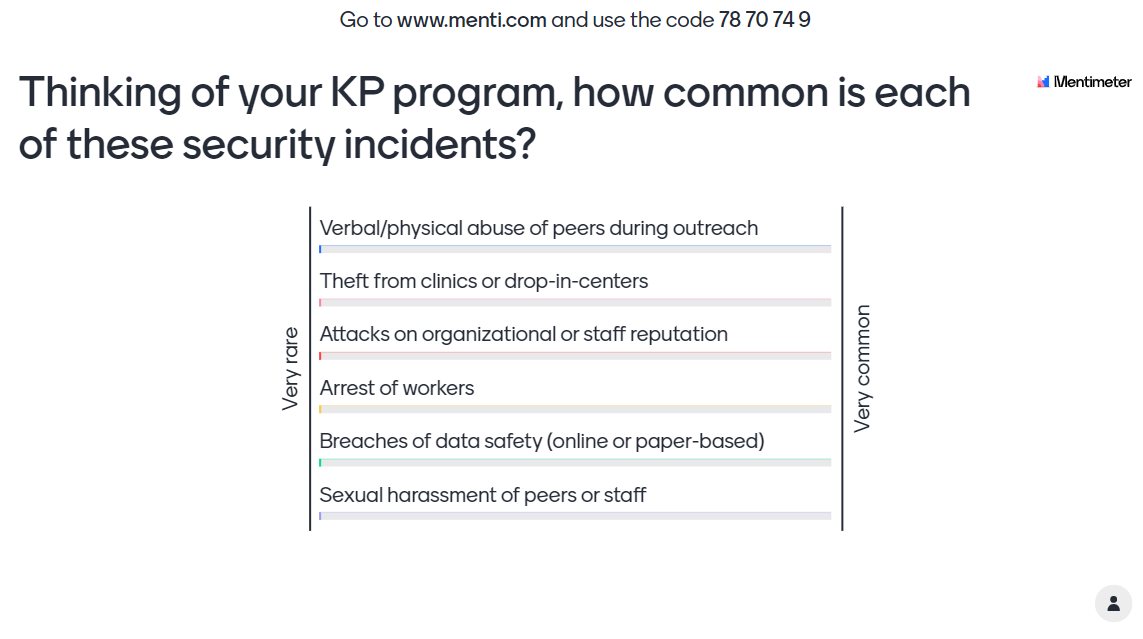 Go to www.menti.com and use the code 78 70 74 9
Thinking of your KP program, how common is each
of these security incidents?
Mentimeter
Verbal/physical abuse of peers during outreach
Theft from clinics or drop-in-centers
Attacks on organizational or staff reputation
Arrest of workers
Breaches of data safety (online or paper-based)
Sexual harassment of peers or staff
Very rare
Very common